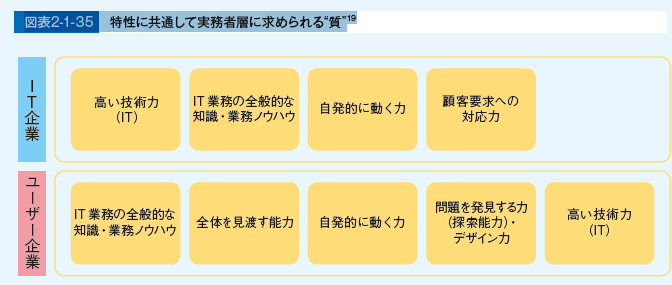 図表2-1-35 特性に共通して実務者層に求められる“質”19
IT企業
高い技術力
(IT)
IT業務の全般的な
知識・業務ノウハウ
自発的に動く力
顧客要求への
対応力
ユーザー企業
IT業務の全般的な
知識・業務ノウハウ
全体を見渡す能力
自発的に動く力
問題を発見する力
(探索能力)・
デザイン力
高い技術力
(IT)